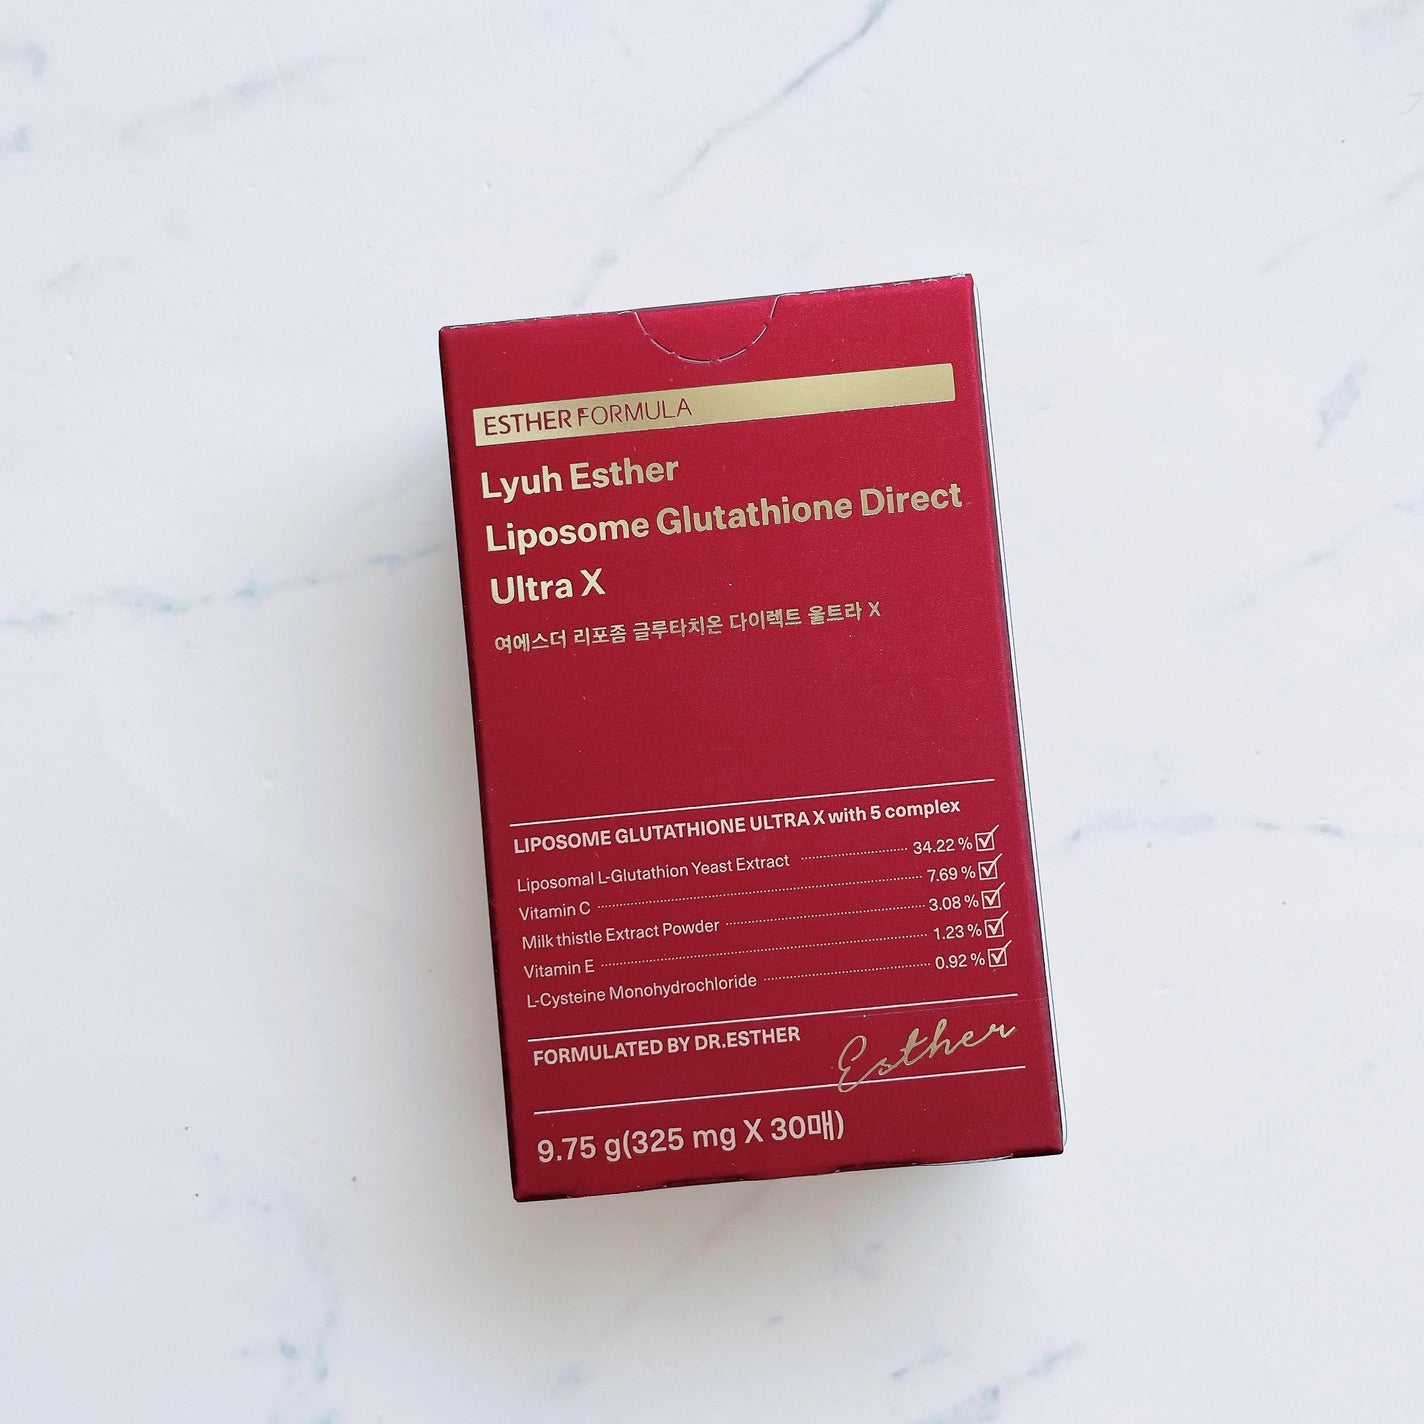 ESTHER FORMULA
Lyuh Esther
Liposome Glutathione Direct
Ultra X
여에스더 리포좀 글루타치온 다이렉트 울트라 X
LIPOSOME GLUTATHIONE ULTRA X with 5 complex
Liposomal L-Glutathion Yeast Extract 34.22 %
Vitamin C 7.69 %
Milk thistle Extract Powder 3.08 %
Vitamin E 1.23 %
L-Cysteine Monohydrochloride 0.92 %
FORMULATED BY DR.ESTHER
Esther
9.75 g(325 mg X 30매)